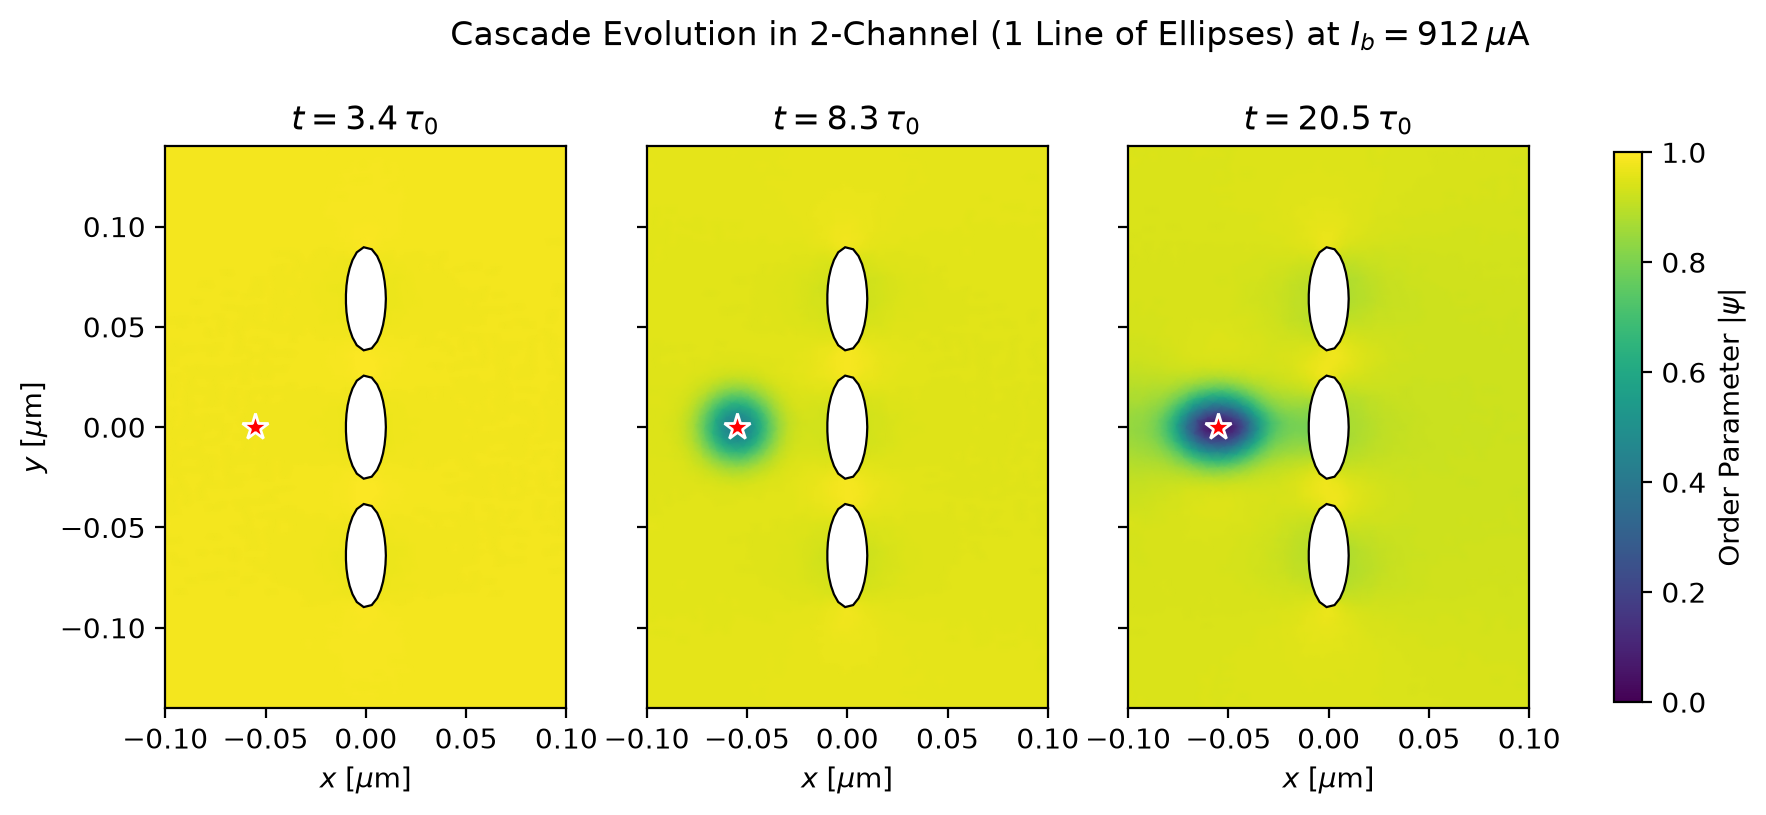 Cascade Evolution in 2-Channel (1 Line of Ellipses) at I_b = 912 μA
t = 3.4 τ₀
t = 8.3 τ₀
t = 20.5 τ₀
y [μm]
0.10
0.05
0.00
−0.05
−0.10
−0.10 −0.05 0.00 0.05 0.10
−0.10 −0.05 0.00 0.05 0.10
−0.10 −0.05 0.00 0.05 0.10
x [μm]
x [μm]
x [μm]
1.0
0.8
0.6
0.4
0.2
0.0
Order Parameter |ψ|